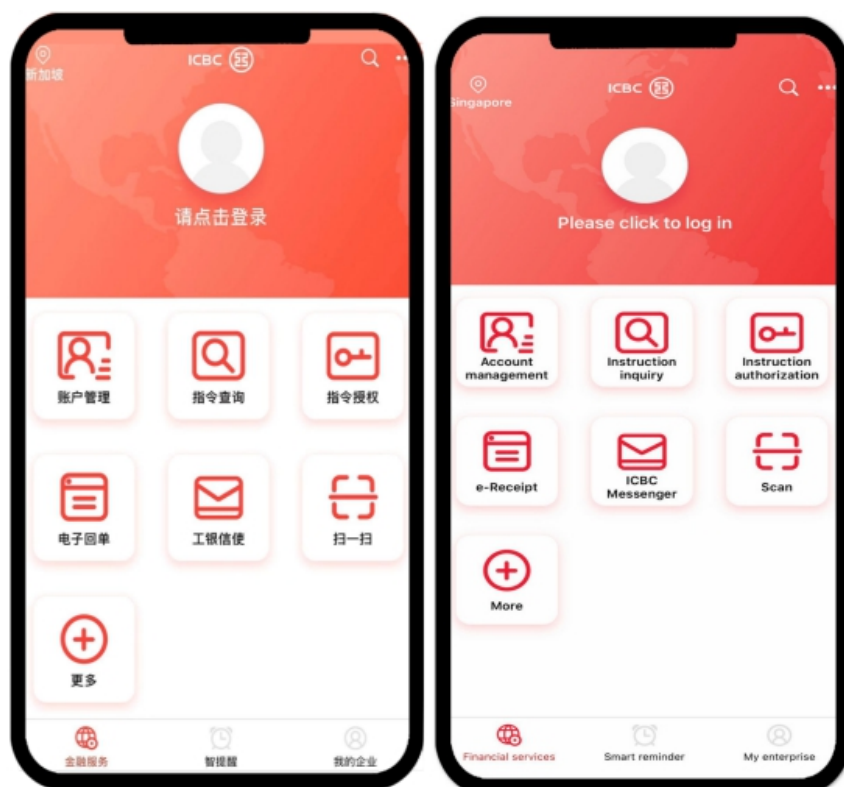 ICBC
新加坡
请点击登录
账户管理
指令查询
指令授权
电子回单
工银信使
扫一扫
更多
金融服务
智提醒
我的企业
ICBC
Singapore
Please click to log in
Account
management
Instruction
inquiry
Instruction
authorization
e-Receipt
ICBC
Messenger
Scan
More
Financial services
Smart reminder
My enterprise